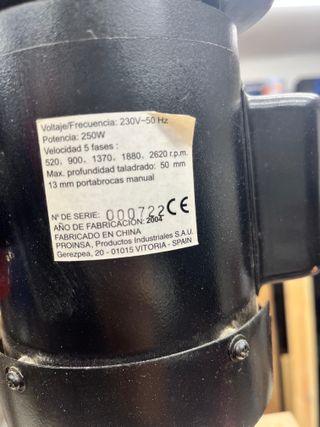 Voltaje/Frecuencia: 230V~50 Hz
Potencia: 250W
Velocidad 5 fases :
520, 900, 1370, 1880, 2620 r.p.m.
Max. profundidad taladrado: 50 mm
13 mm portabrocas manual
Nº DE SERIE: 000722 CE
AÑO DE FABRICACION: 2004
FABRICADO EN CHINA
PROINSA, Productos Industriales S.A.U.
Gerezpea, 20 - 01015 VITORIA - SPAIN